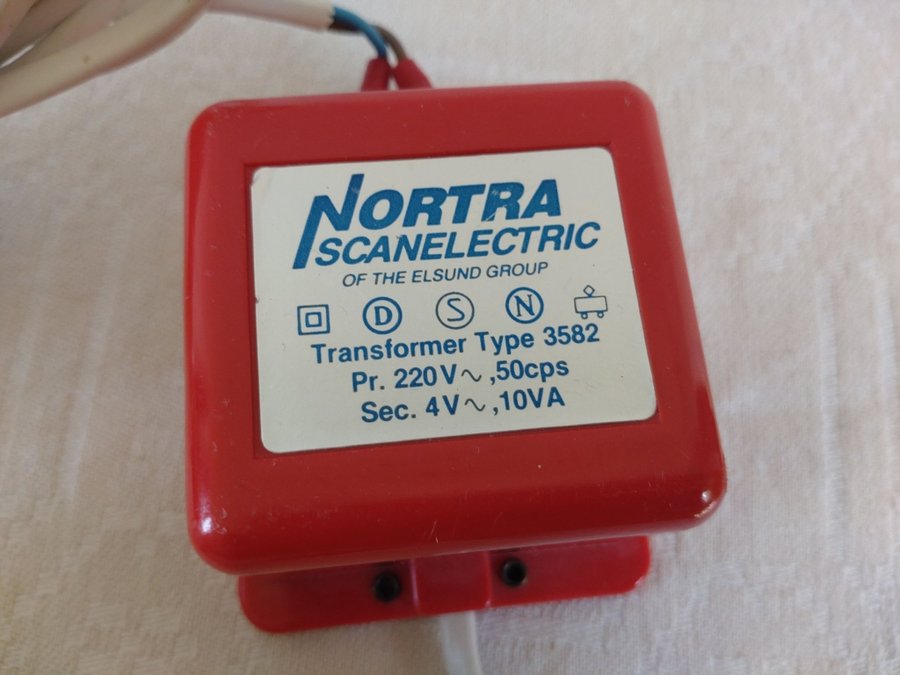 NORTRA
SCANELECTRIC
OF THE ELSUND GROUP
D S N
Transformer Type 3582
Pr. 220V~,50cps
Sec. 4V~,10VA